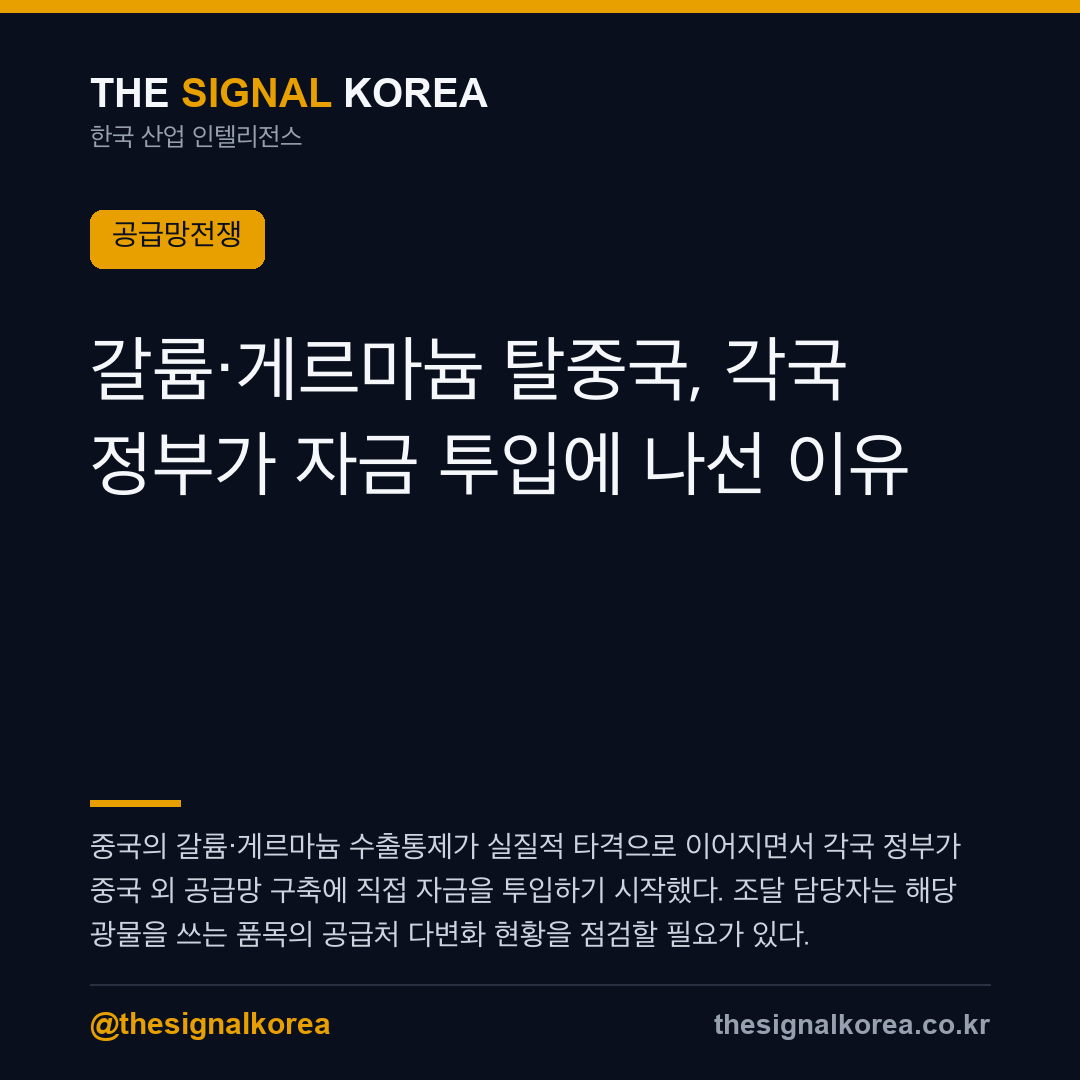 THE SIGNAL KOREA
한국 산업 인텔리전스
공급망전쟁
갈륨·게르마늄 탈중국, 각국
정부가 자금 투입에 나선 이유
중국의 갈륨·게르마늄 수출통제가 실질적 타격으로 이어지면서 각국 정부가
중국 외 공급망 구축에 직접 자금을 투입하기 시작했다. 조달 담당자는 해당
광물을 쓰는 품목의 공급처 다변화 현황을 점검할 필요가 있다.
@thesignalkorea
thesignalkorea.co.kr